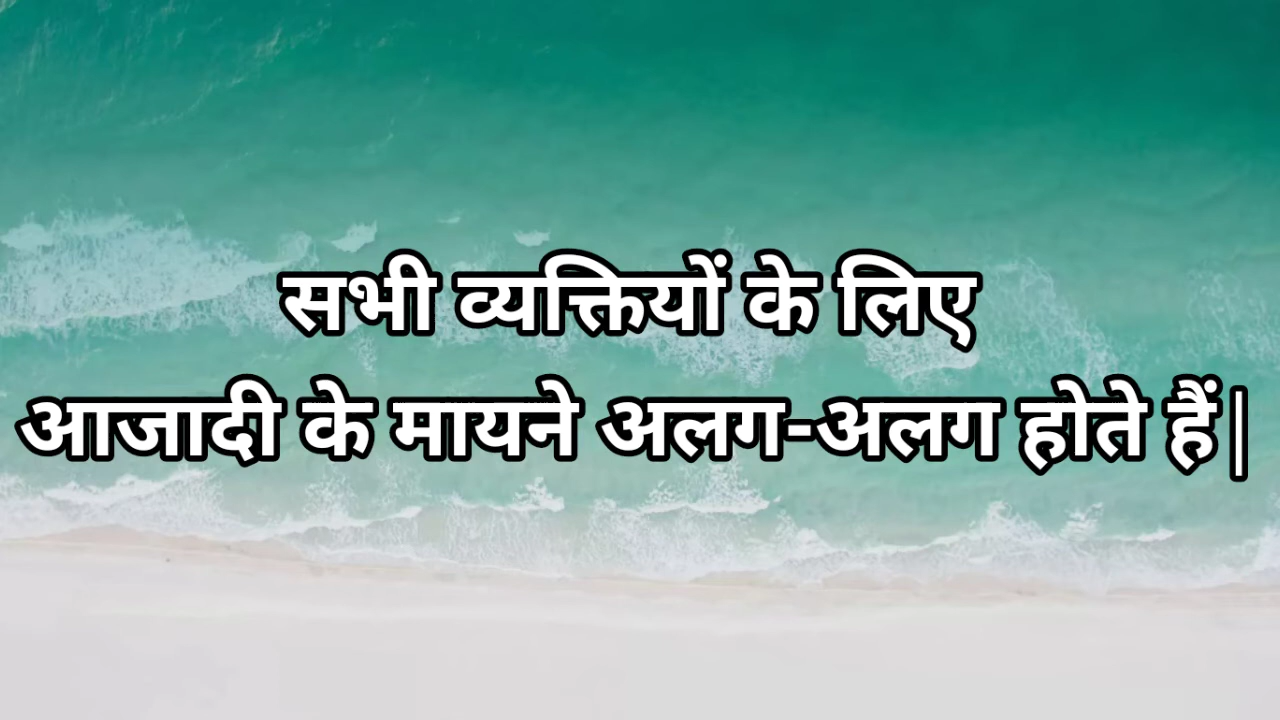 सभी व्यक्तियों के लिए
आजादी के मायने अलग-अलग होते हैं|